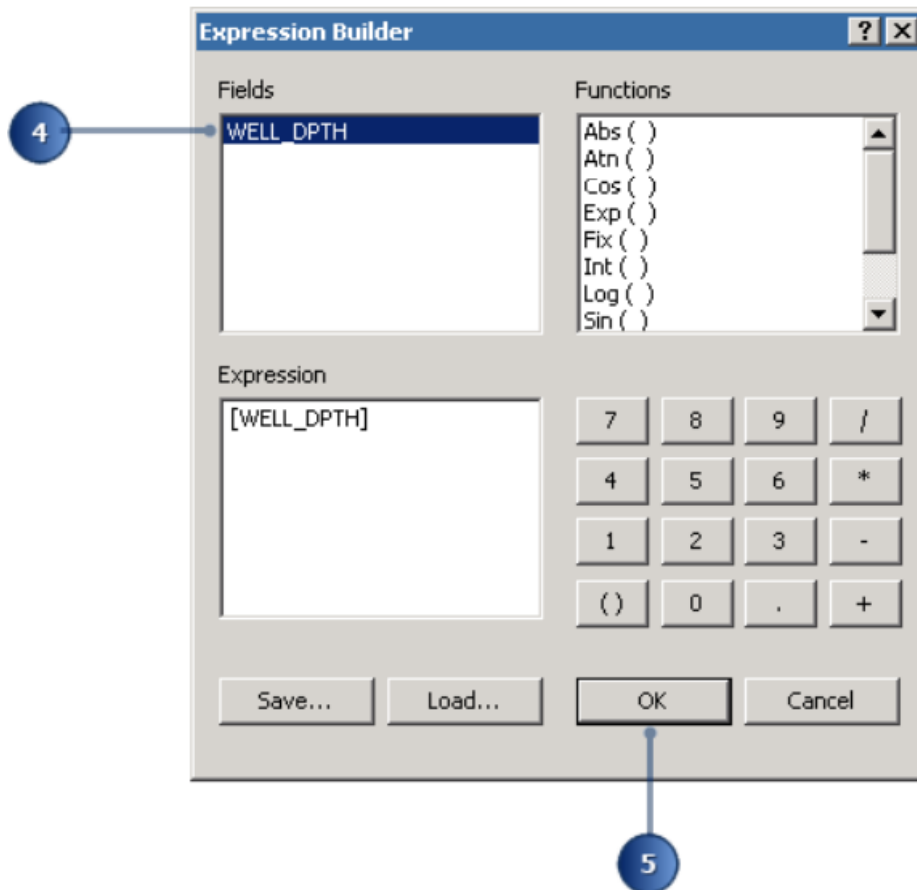 Expression Builder ? X
Fields
Functions
4
WELL_DPTH
Abs ( )
Atn ( )
Cos ( )
Exp ( )
Fix ( )
Int ( )
Log ( )
Sin ( )
Expression
[WELL_DPTH]
7 8 9 /
4 5 6 *
1 2 3 -
( ) 0 . +
Save... Load... OK Cancel
5